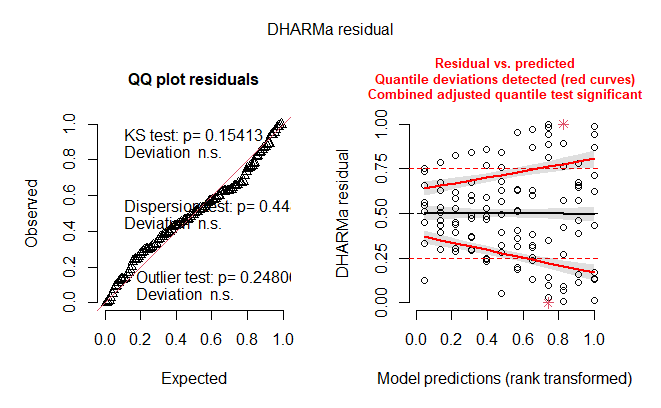 DHARMa residual
QQ plot residuals
KS test: p= 0.15413
Deviation n.s.
Dispersion test: p= 0.44
Deviation n.s.
Outlier test: p= 0.2480
Deviation n.s.
Observed
0.0 0.2 0.4 0.6 0.8 1.0
0.0 0.2 0.4 0.6 0.8 1.0
Expected
Residual vs. predicted
Quantile deviations detected (red curves)
Combined adjusted quantile test significant
DHARMa residual
0.00 0.25 0.50 0.75 1.00
0.0 0.2 0.4 0.6 0.8 1.0
Model predictions (rank transformed)